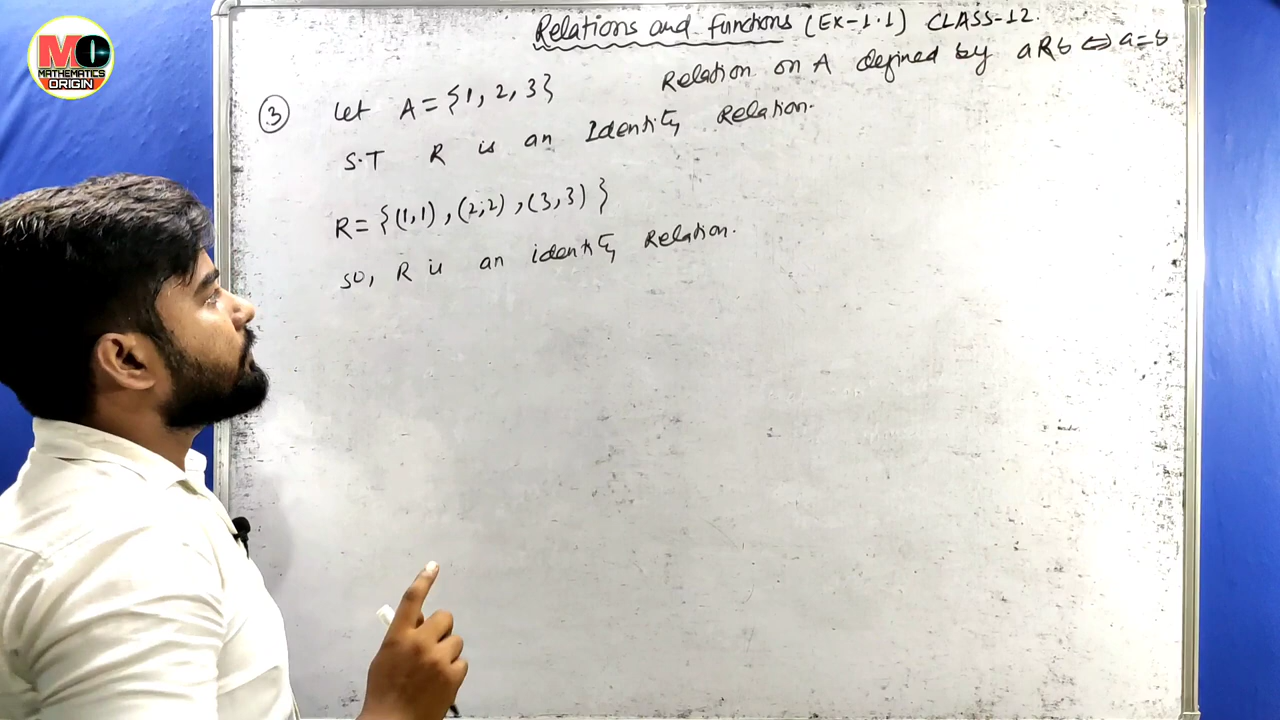 MO
MATHEMATICS
ORIGIN
Relations and functions (EX-1.1) CLASS-12.
③ Let A = {1, 2, 3} Relation on A defined by aRb ⇔ a=b
S.T R is an Identity Relation.
R = {(1,1), (2,2), (3,3)}
so, R is an identity Relation.